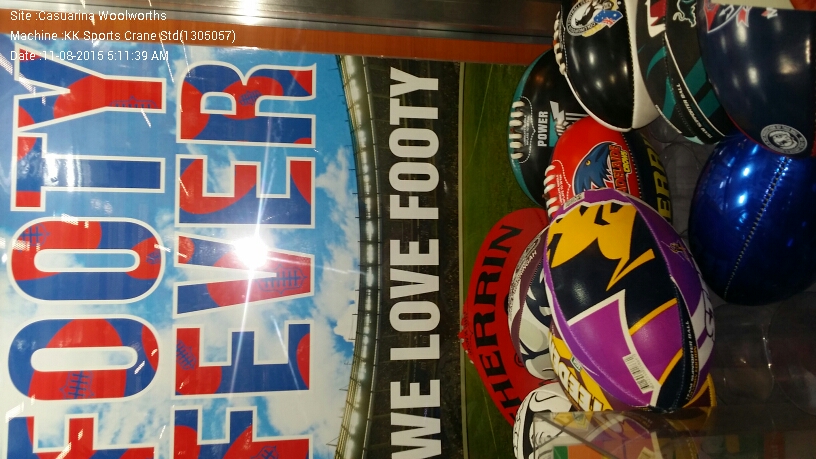 Site :Casuarina Woolworths
Machine :KK Sports Crane Std(1305057)
Date :11-08-2015 5:11:39 AM
FOOTY
FEVER
WE LOVE FOOTY
POWER
HERRIN